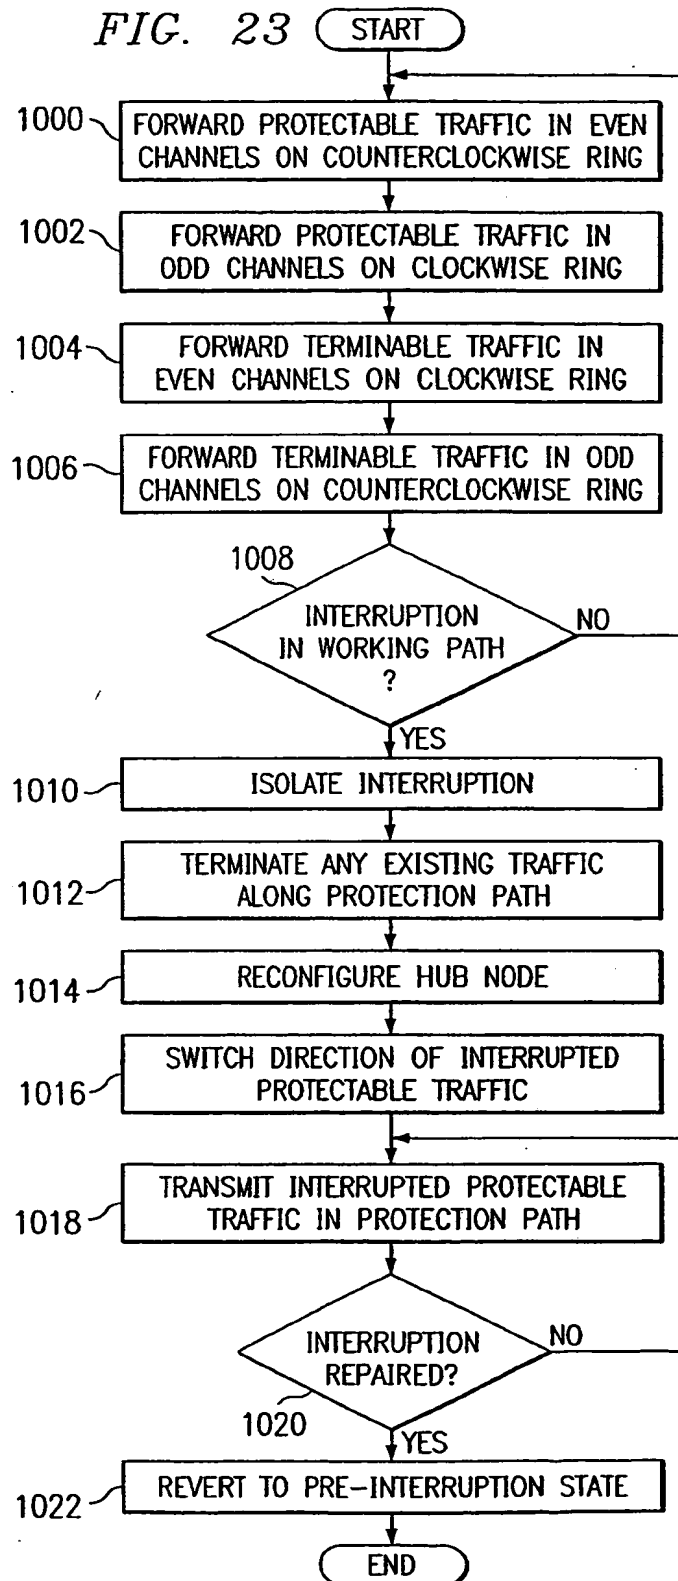 FIG. 23
START
1000
FORWARD PROTECTABLE TRAFFIC IN EVEN
CHANNELS ON COUNTERCLOCKWISE RING
1002
FORWARD PROTECTABLE TRAFFIC IN
ODD CHANNELS ON CLOCKWISE RING
1004
FORWARD TERMINABLE TRAFFIC IN
EVEN CHANNELS ON CLOCKWISE RING
1006
FORWARD TERMINABLE TRAFFIC IN ODD
CHANNELS ON COUNTERCLOCKWISE RING
1008
INTERRUPTION
IN WORKING PATH
?
NO
YES
1010
ISOLATE INTERRUPTION
1012
TERMINATE ANY EXISTING TRAFFIC
ALONG PROTECTION PATH
1014
RECONFIGURE HUB NODE
1016
SWITCH DIRECTION OF INTERRUPTED
PROTECTABLE TRAFFIC
1018
TRANSMIT INTERRUPTED PROTECTABLE
TRAFFIC IN PROTECTION PATH
INTERRUPTION
REPAIRED?
NO
1020
YES
1022
REVERT TO PRE-INTERRUPTION STATE
END